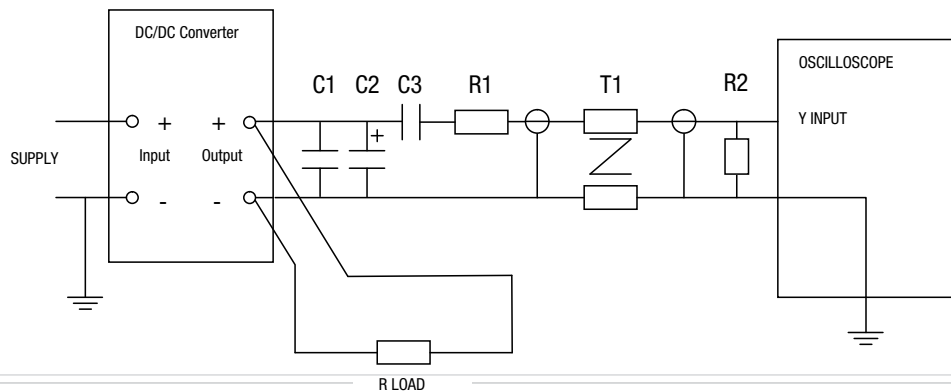 DC/DC Converter
OSCILLOSCOPE
C1 C2 C3 R1 T1 R2
+ + + Y INPUT
SUPPLY Input Output
- -
R LOAD